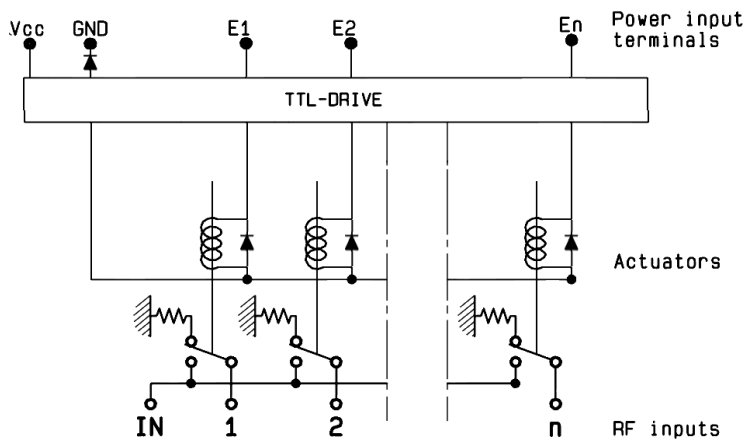 Vcc GND E1 E2 En Power input
terminals
TTL-DRIVE
Actuators
IN 1 2 n RF inputs